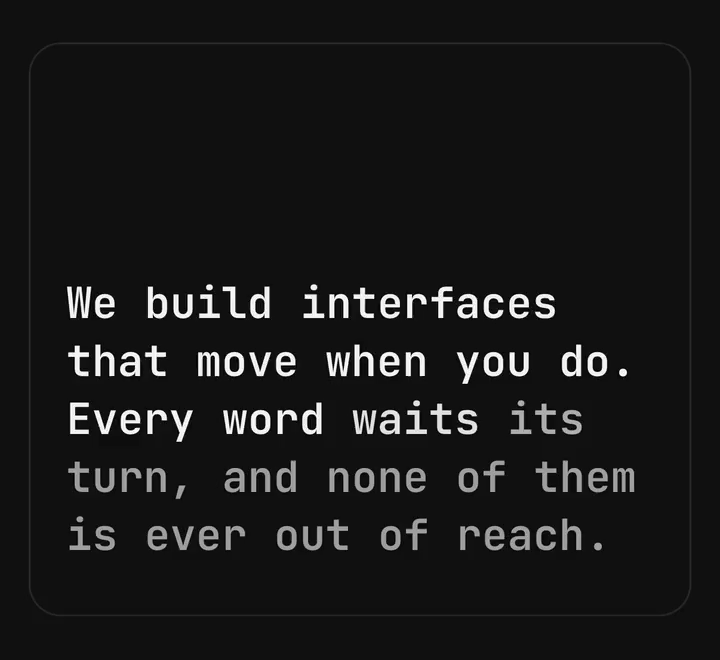 We build interfaces
that move when you do.
Every word waits its
turn, and none of them
is ever out of reach.